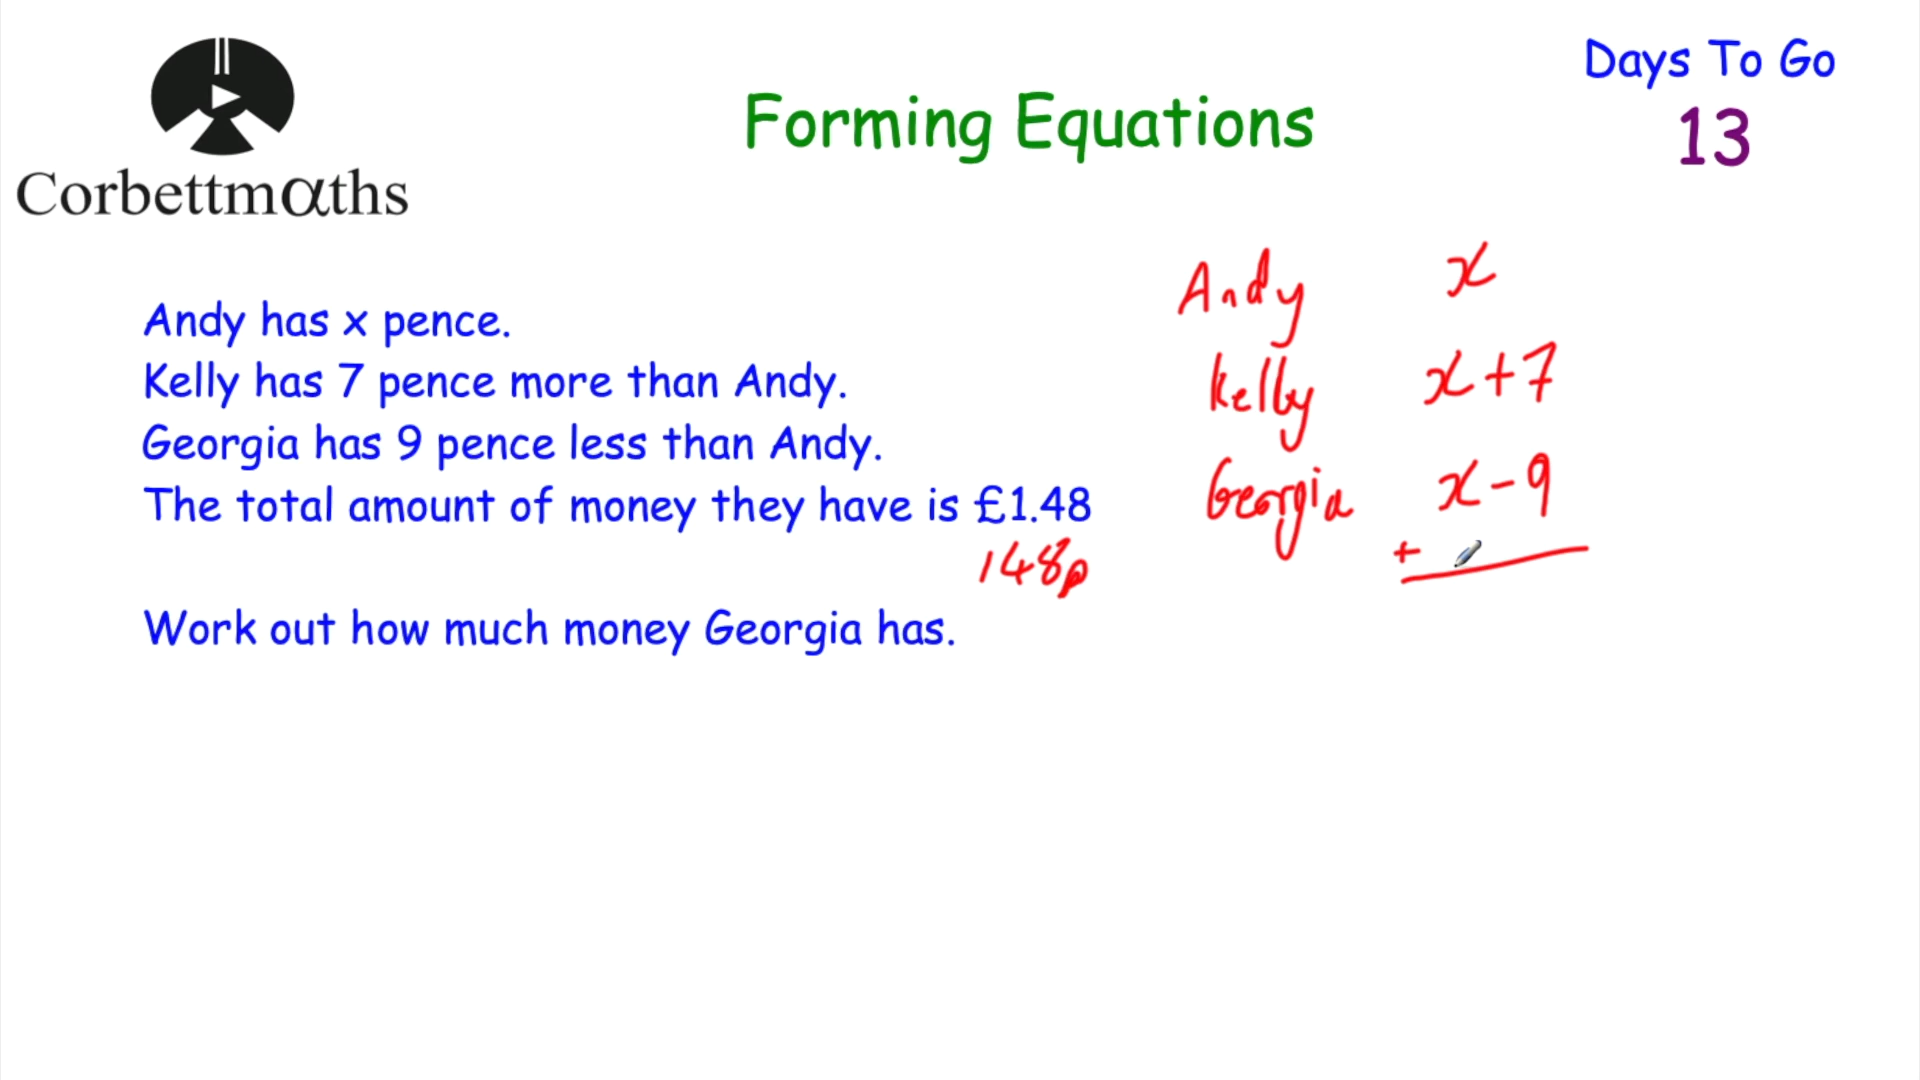 Corbettmαths
Forming Equations
Days To Go
13
Andy has x pence.
Kelly has 7 pence more than Andy.
Georgia has 9 pence less than Andy.
The total amount of money they have is £1.48
148p
Work out how much money Georgia has.
Andy x
Kelly x+7
Georgia x-9
+